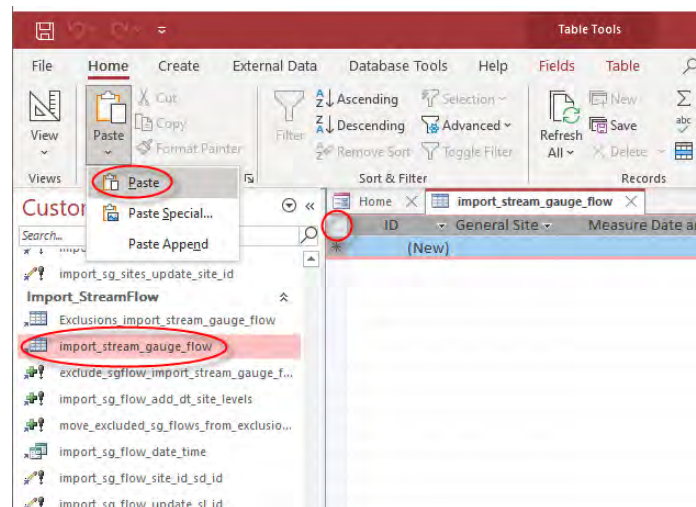 Table Tools
File Home Create External Data Database Tools Help Fields Table
View
Paste
Cut
Copy
Format Painter
Filter
Ascending
Descending
Remove Sort
Selection
Advanced
Toggle Filter
Refresh All
New
Save
Delete
Views
Sort & Filter
Records
Paste
Paste Special...
Paste Append
Custo
Search...
import_sg_sites_update_site_id
Import_StreamFlow
Exclusions_import_stream_gauge_flow
import_stream_gauge_flow
exclude_sgflow_import_stream_gauge_f...
import_sg_flow_add_dt_site_levels
move_excluded_sg_flows_from_exclusio...
import_sg_flow_date_time
import_sg_flow_site_id_sd_id
import_sg_flow_update_sl_id
Home import_stream_gauge_flow
ID General Site Measure Date a
* (New)